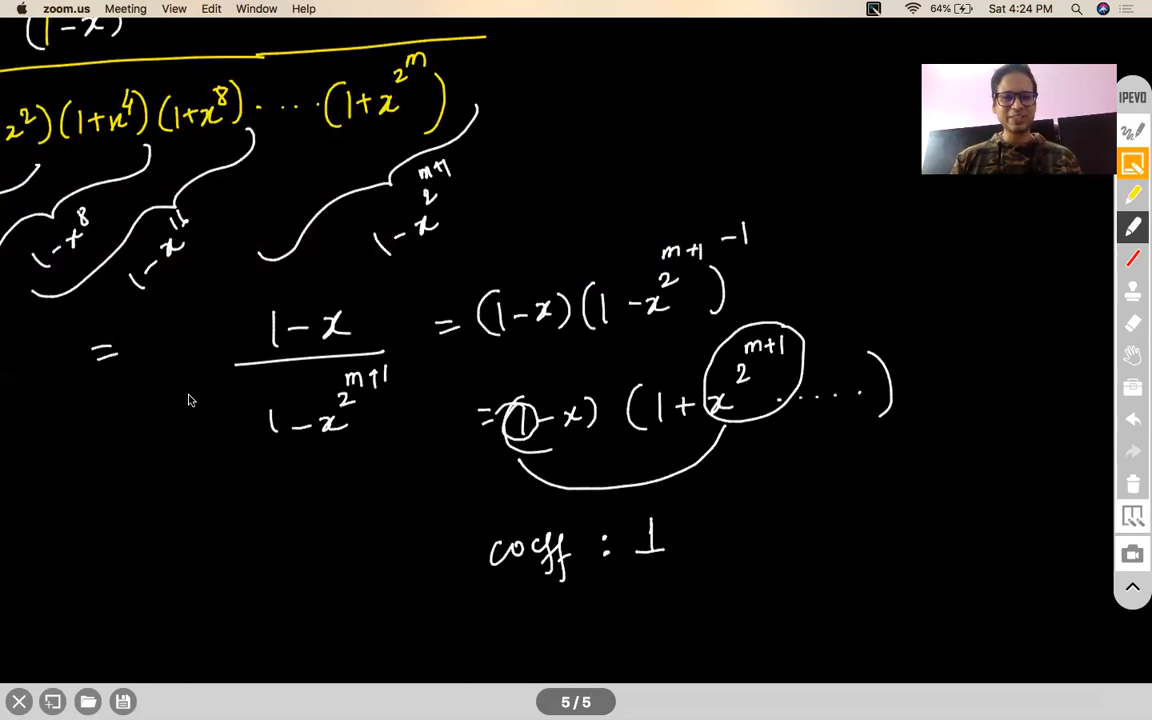 zoom.us Meeting View Edit Window Help 64% Sat 4:24 PM
(1-x)
x²)(1+x⁴)(1+x⁸) .....(1+x^2^m)
IPEVO
1-x^2^m+1
1-x⁸
1-x¹⁶
= 1-x / 1-x^2^m+1 = (1-x)(1-x^2^m+1)^-1
= (1-x) (1+x^2^m+1 .....)
coeff : 1
5 / 5